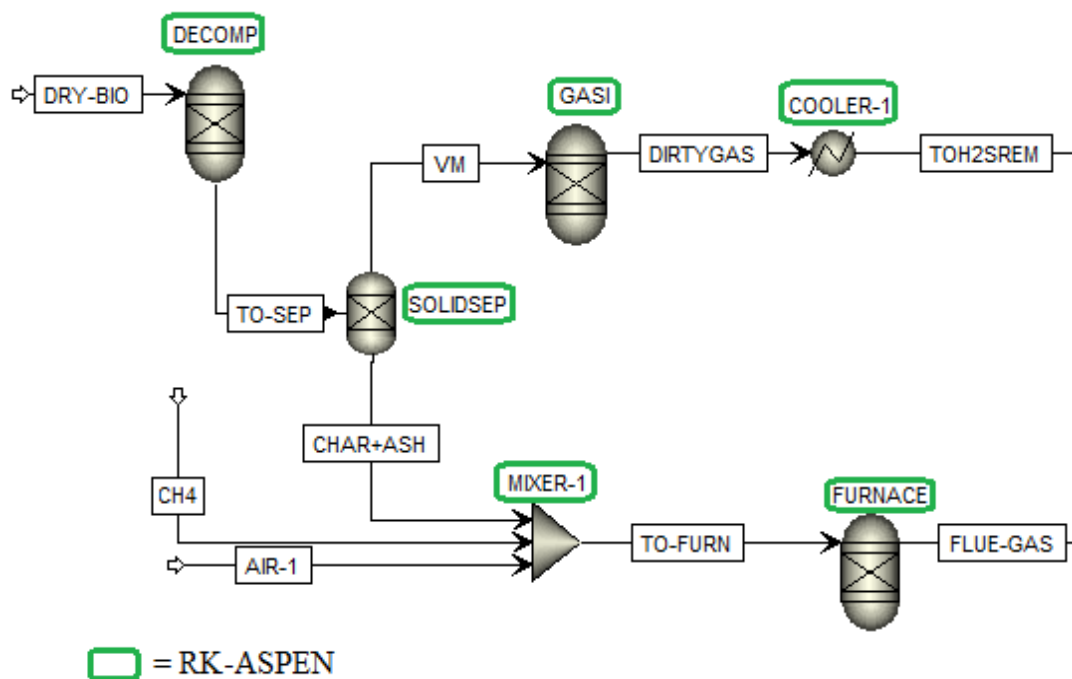 DECOMP
DRY-BIO
GASI
COOLER-1
VM
DIRTYGAS
TOH2SREM
TO-SEP
SOLIDSEP
CHAR+ASH
CH4
MIXER-1
FURNACE
AIR-1
TO-FURN
FLUE-GAS
= RK-ASPEN